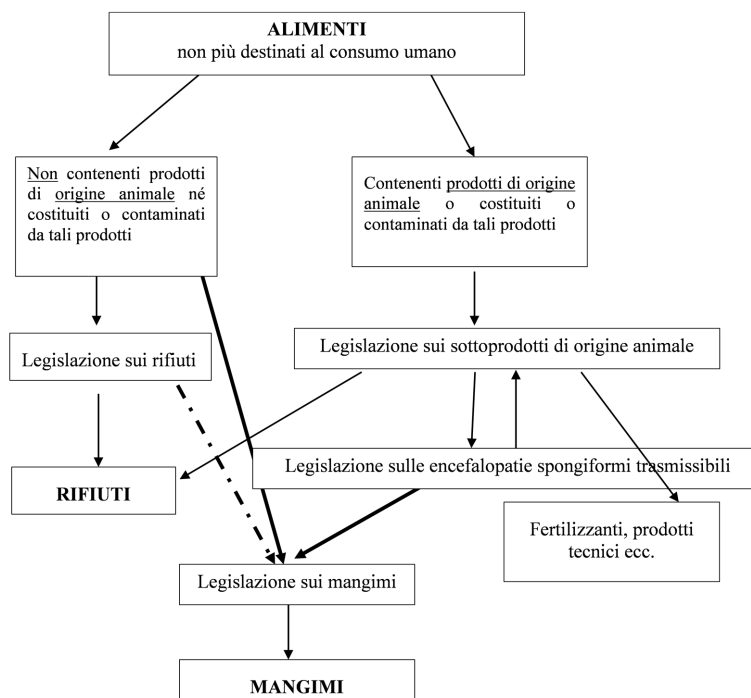 ALIMENTI
non più destinati al consumo umano
Non contenenti prodotti
di origine animale né
costituiti o contaminati
da tali prodotti
Contenenti prodotti di origine
animale o costituiti o
contaminati da tali prodotti
Legislazione sui rifiuti
Legislazione sui sottoprodotti di origine animale
Legislazione sulle encefalopatie spongiformi trasmissibili
RIFIUTI
Fertilizzanti, prodotti
tecnici ecc.
Legislazione sui mangimi
MANGIMI